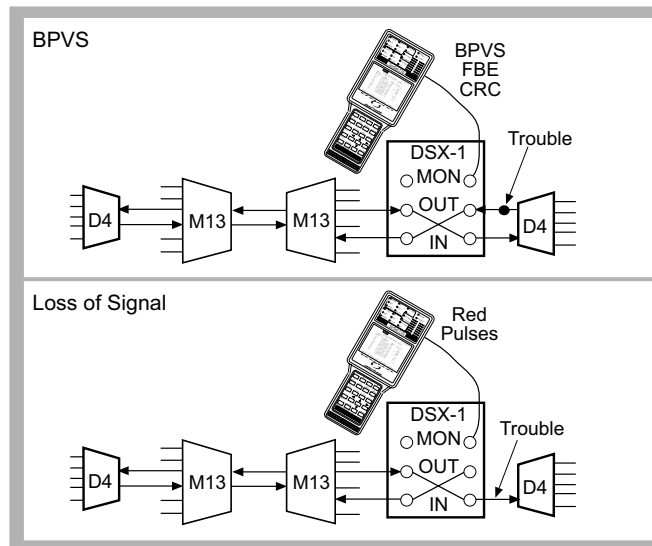 BPVS
BPVS
FBE
CRC
Trouble
DSX-1
MON
OUT
IN
D4
M13
M13
D4
Loss of Signal
Red
Pulses
Trouble
DSX-1
MON
OUT
IN
D4
M13
M13
D4